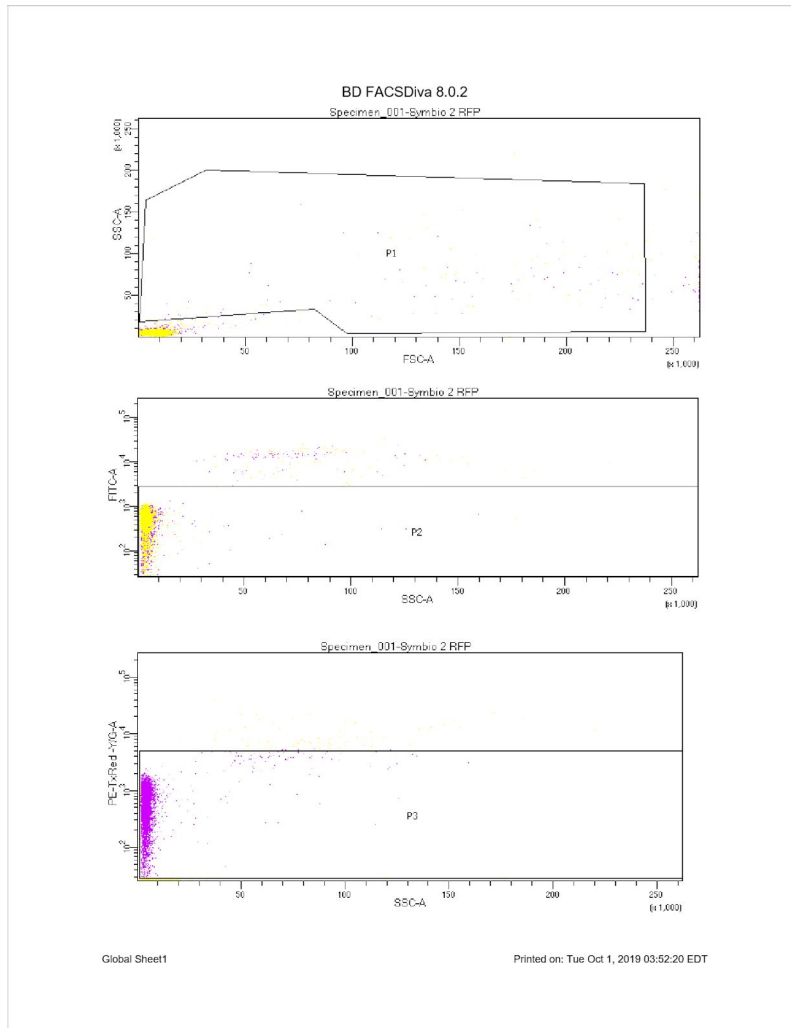 BD FACSDiva 8.0.2
Specimen_001-Symbio 2 RFP
(x 1,000)
SSC-A
250
200
150
100
50
P1
50
100
150
200
250
FSC-A
(x 1,000)
Specimen_001-Symbio 2 RFP
FITC-A
10^5
10^4
10^3
10^2
P2
50
100
150
200
250
SSC-A
(x 1,000)
Specimen_001-Symbio 2 RFP
PE-TxRed -Y/G-A
10^5
10^4
10^3
10^2
P3
50
100
150
200
250
SSC-A
(x 1,000)
Global Sheet1
Printed on: Tue Oct 1, 2019 03:52:20 EDT